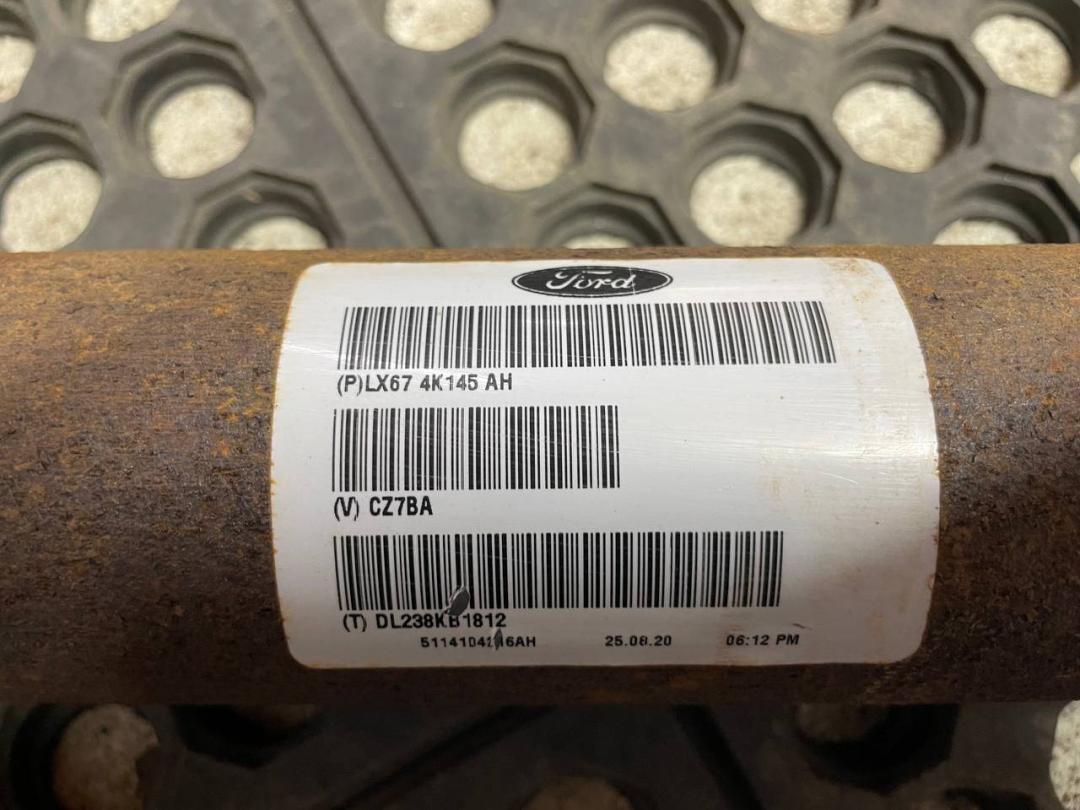 Ford
(P)LX67 4K145 AH
(V) CZ7BA
(T) DL238KB1812
25.08.20 06:12 PM